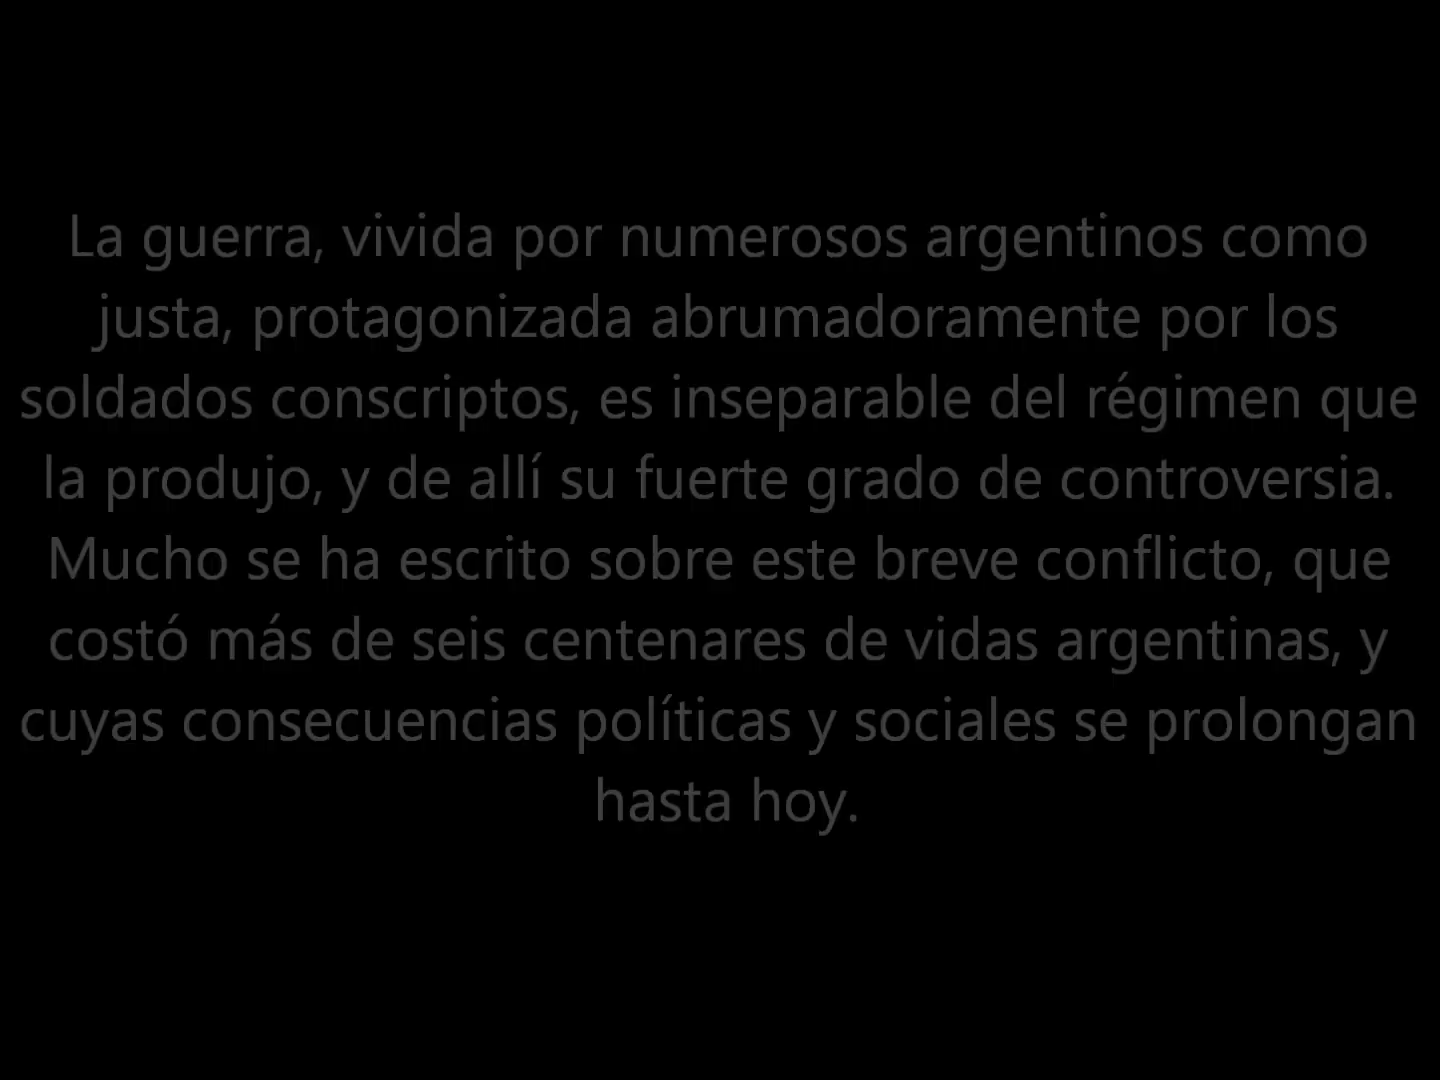 La guerra, vivida por numerosos argentinos como
justa, protagonizada abrumadoramente por los
soldados conscriptos, es inseparable del régimen que
la produjo, y de allí su fuerte grado de controversia.
Mucho se ha escrito sobre este breve conflicto, que
costó más de seis centenares de vidas argentinas, y
cuyas consecuencias políticas y sociales se prolongan
hasta hoy.